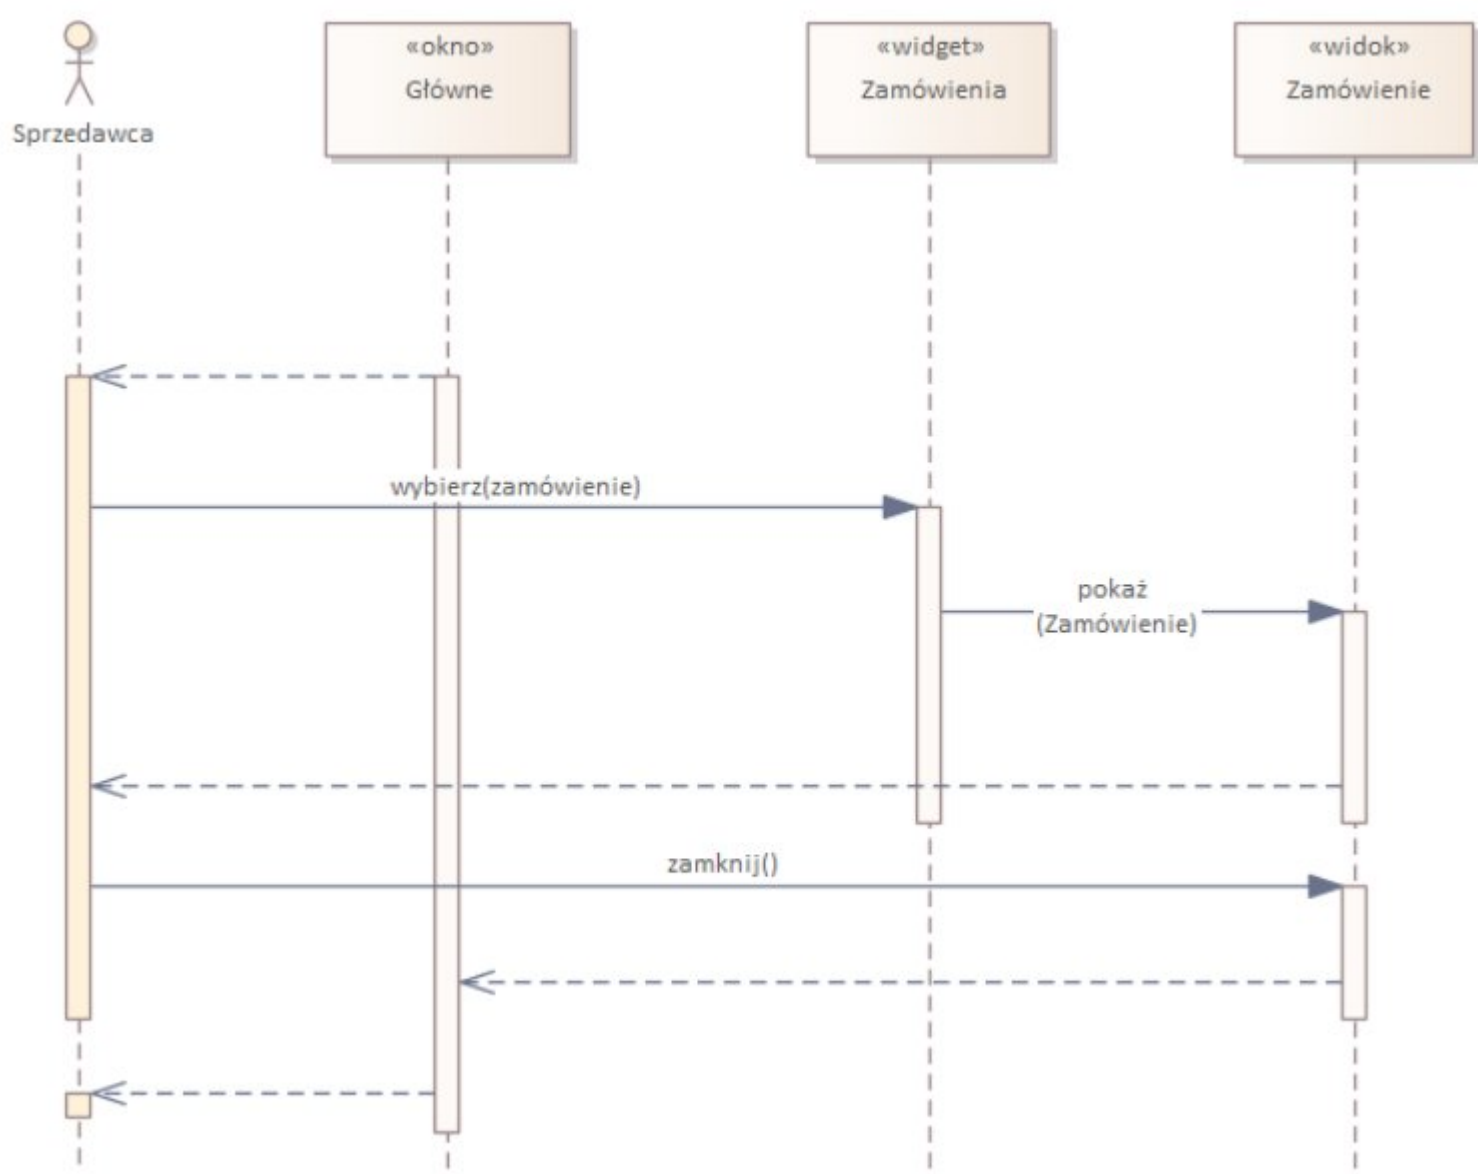 «okno»
Główne
«widget»
Zamówienia
«widok»
Zamówienie
Sprzedawca
wybierz(zamówienie)
pokaż
(Zamówienie)
zamknij()